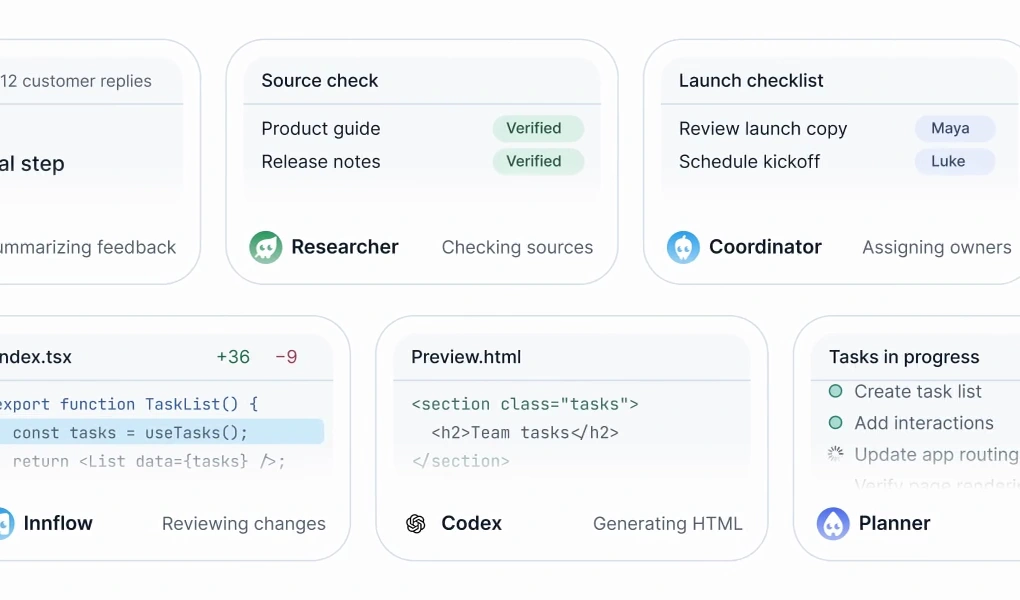 12 customer replies
al step
ummarizing feedback
Source check
Product guide Verified
Release notes Verified
Researcher Checking sources
Launch checklist
Review launch copy Maya
Schedule kickoff Luke
Coordinator Assigning owners
ndex.tsx +36 −9
export function TaskList() {
const tasks = useTasks();
return <List data={tasks} />;
Innflow Reviewing changes
Preview.html
<section class="tasks">
<h2>Team tasks</h2>
</section>
Codex Generating HTML
Tasks in progress
Create task list
Add interactions
Update app routing
Verify page
Planner